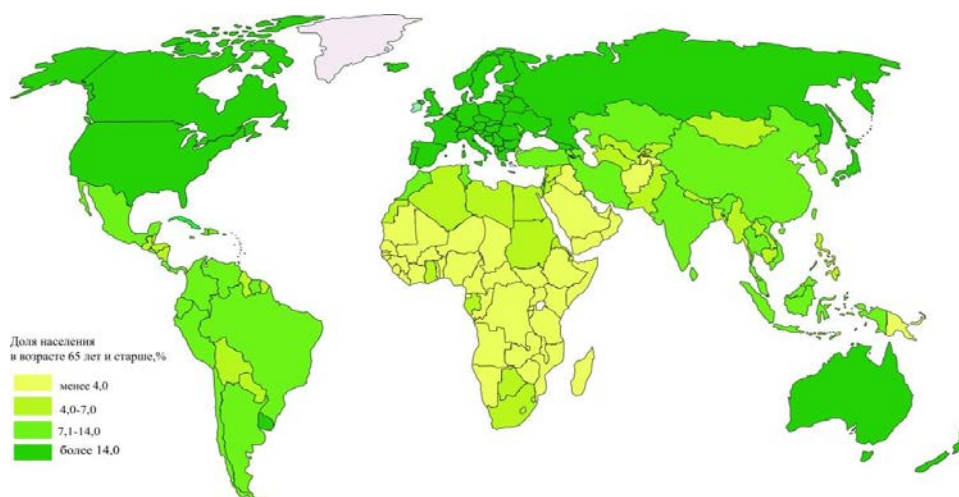 Доля населения
в возрасте 65 лет и старше,%
менее 4,0
4,0-7,0
7,1-14,0
более 14,0